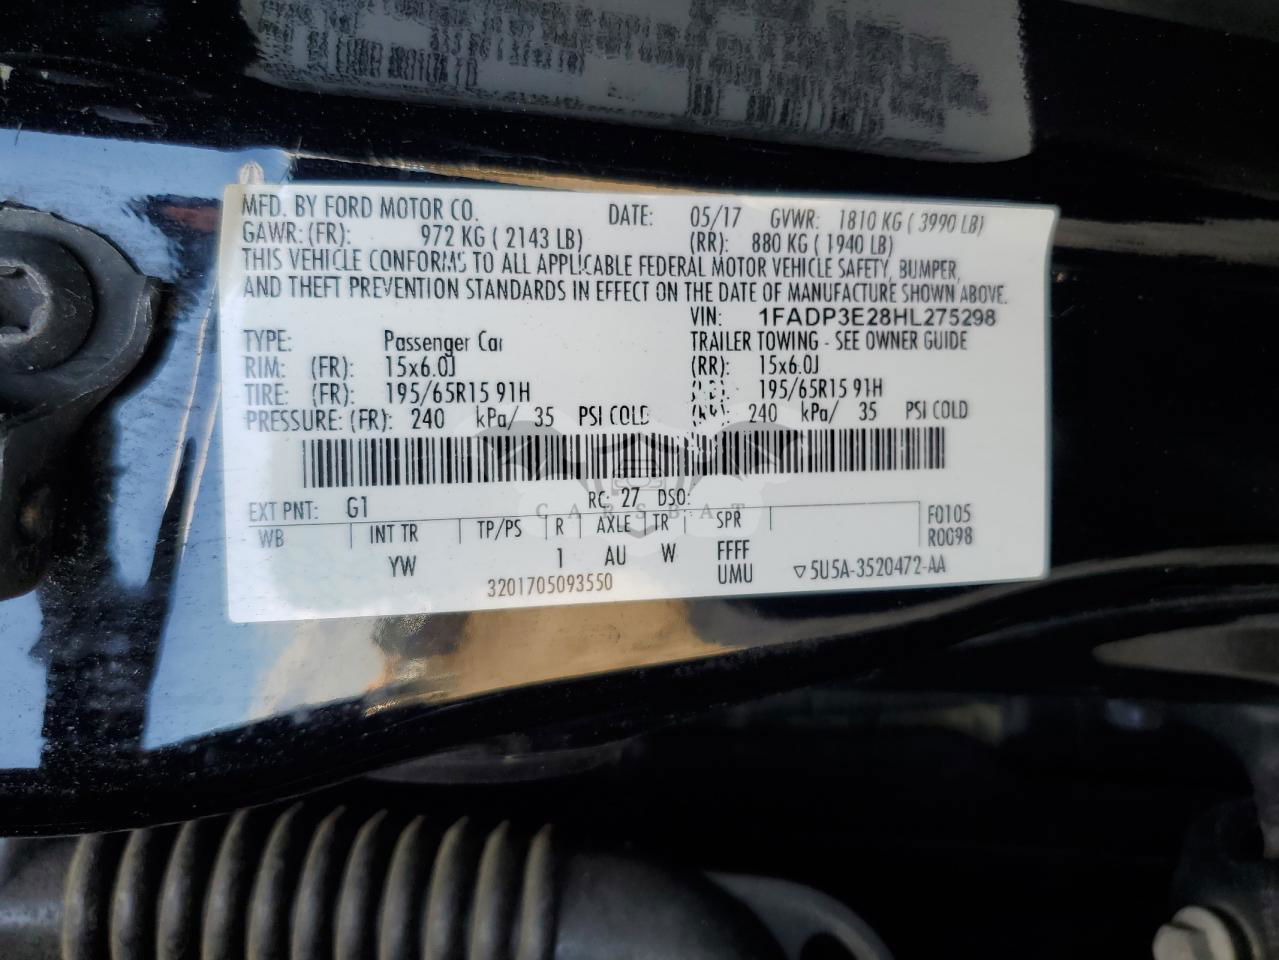 MFD. BY FORD MOTOR CO. DATE: 05/17 GVWR: 1810 KG ( 3990 LB)
GAWR: (FR): 972 KG ( 2143 LB) (RR): 880 KG ( 1940 LB)
THIS VEHICLE CONFORMS TO ALL APPLICABLE FEDERAL MOTOR VEHICLE SAFETY, BUMPER,
AND THEFT PREVENTION STANDARDS IN EFFECT ON THE DATE OF MANUFACTURE SHOWN ABOVE.
VIN: 1FADP3E28HL275298
TYPE: Passenger Car TRAILER TOWING - SEE OWNER GUIDE
RIM: (FR): 15x6.0J (RR): 15x6.0J
TIRE: (FR): 195/65R15 91H 195/65R15 91H
PRESSURE: (FR): 240 kPa/ 35 PSI COLD (RR): 240 kPa/ 35 PSI COLD
EXT PNT: G1 RC: 27 DSO:
CARSBAT
WB INT TR TP/PS R AXLE TR SPR F0105
R0098
YW 1 AU W FFFF
UMU
3201705093550 ▽5U5A-3520472-AA